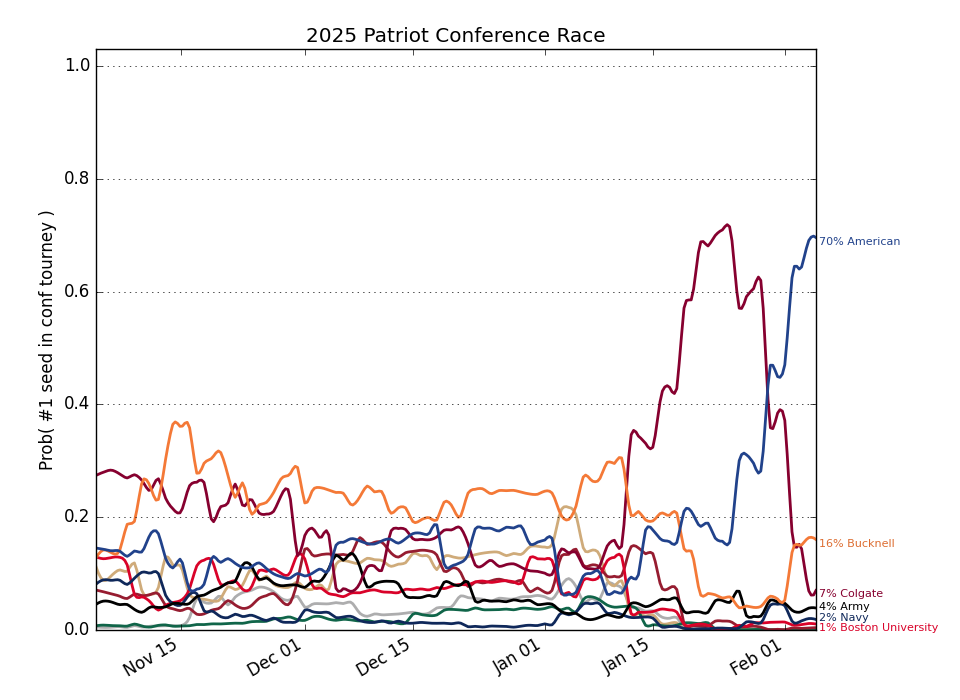 2025 Patriot Conference Race
Prob( #1 seed in conf tourney )
1.0
0.8
0.6
0.4
0.2
0.0
Nov 15
Dec 01
Dec 15
Jan 01
Jan 15
Feb 01
70% American
16% Bucknell
7% Colgate
4% Army
2% Navy
1% Boston University